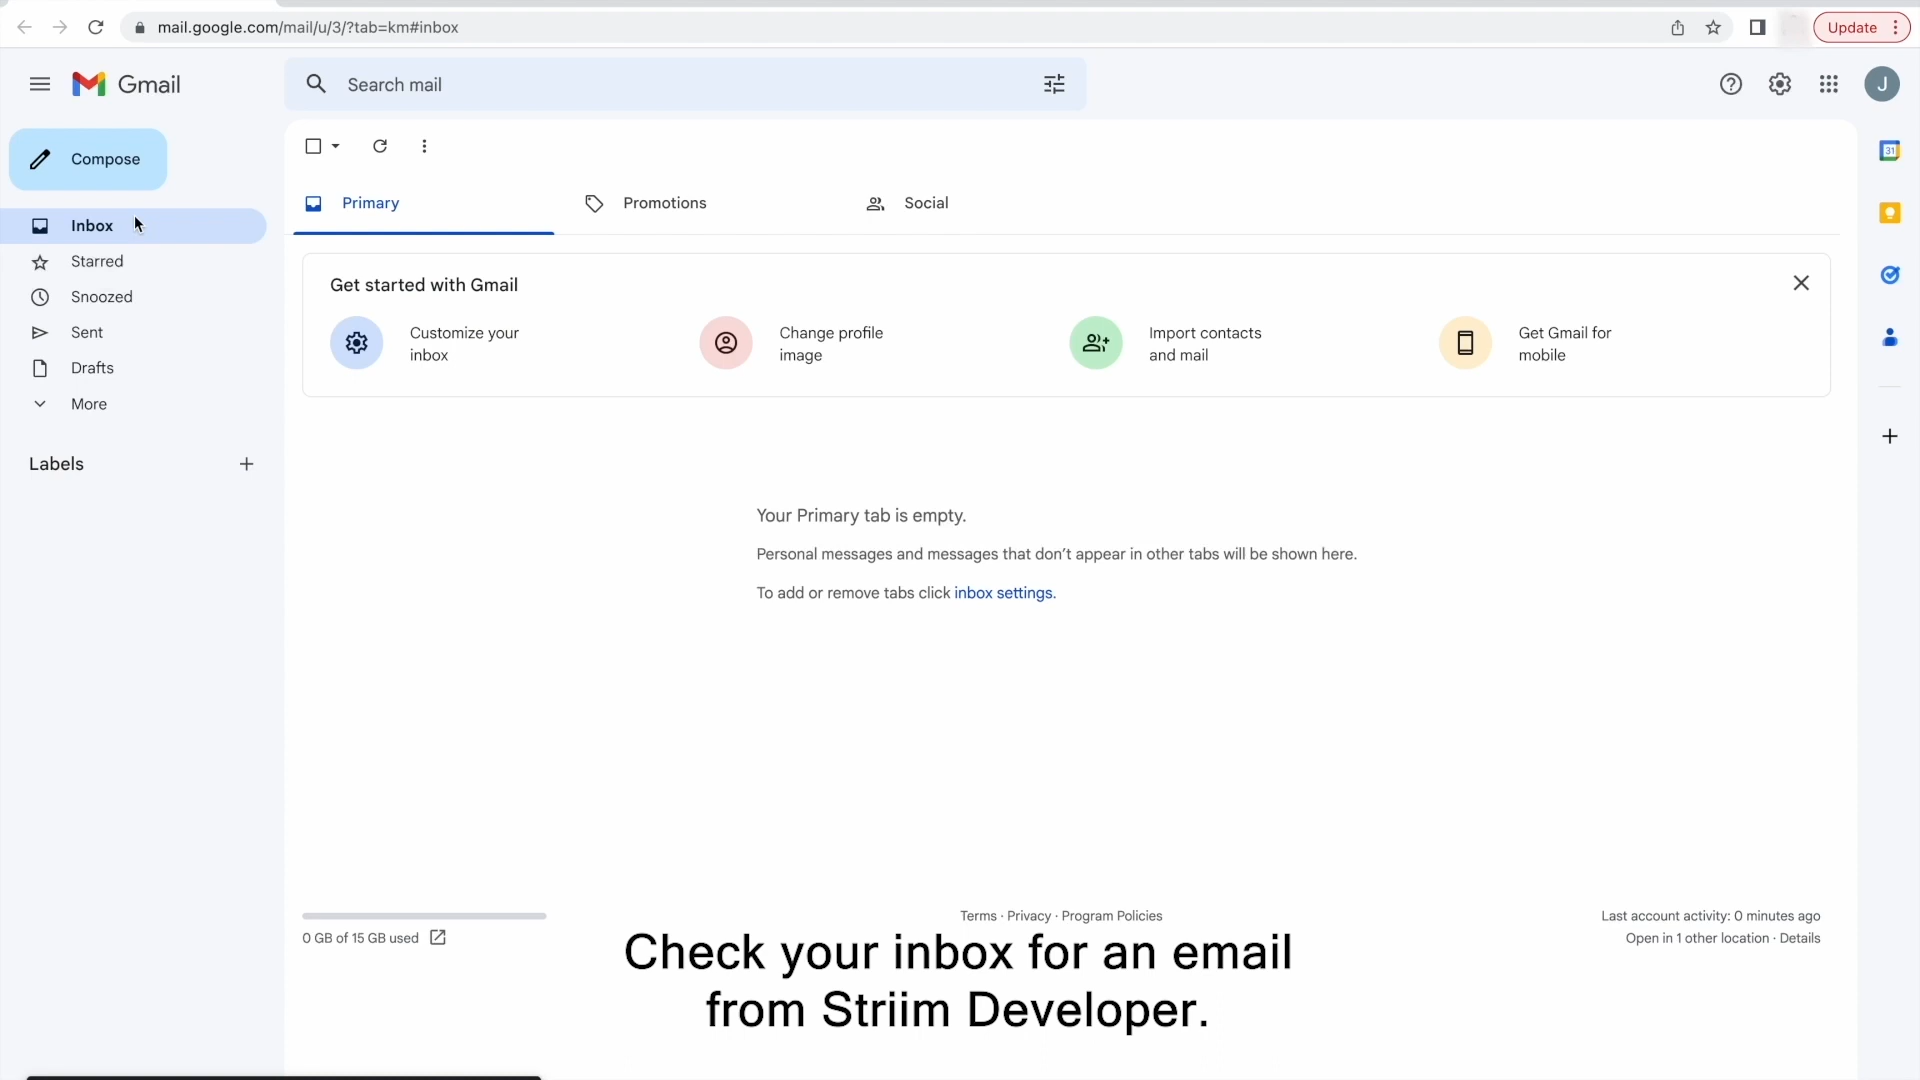 mail.google.com/mail/u/3/?tab=km#inbox
Update
Gmail
Search mail
J
Compose
Inbox
Starred
Snoozed
Sent
Drafts
More
Labels
Primary
Promotions
Social
31
Get started with Gmail
Customize your
inbox
Change profile
image
Import contacts
and mail
Get Gmail for
mobile
Your Primary tab is empty.
Personal messages and messages that don’t appear in other tabs will be shown here.
To add or remove tabs click inbox settings.
0 GB of 15 GB used
Terms · Privacy · Program Policies
Last account activity: 0 minutes ago
Open in 1 other location · Details
Check your inbox for an email
from Striim Developer.